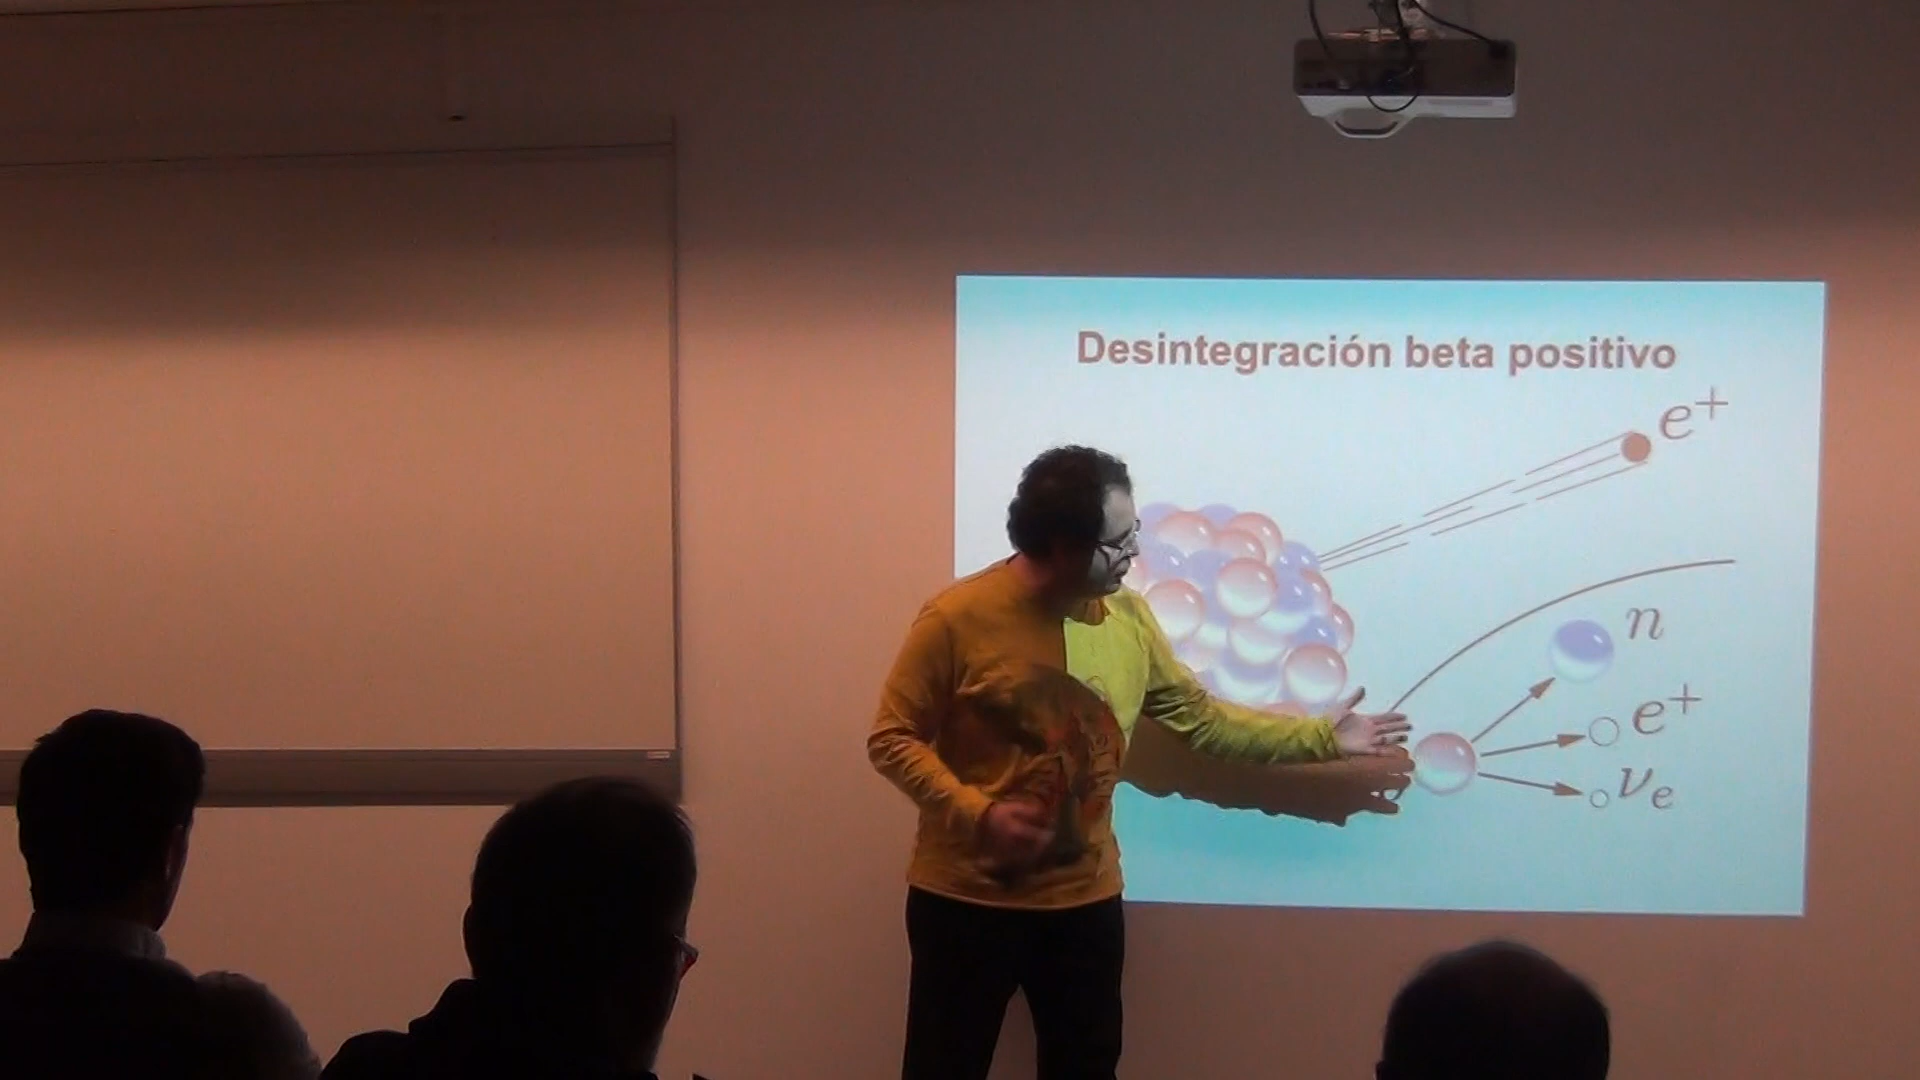 Desintegración beta positivo
e⁺
n
e⁺
νₑ